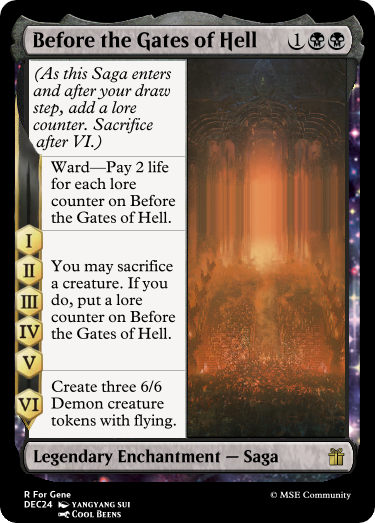 Before the Gates of Hell 1
(As this Saga enters
and after your draw
step, add a lore
counter. Sacrifice
after VI.)
Ward—Pay 2 life
for each lore
counter on Before
the Gates of Hell.
I
II
III
IV
V
You may sacrifice
a creature. If you
do, put a lore
counter on Before
the Gates of Hell.
VI
Create three 6/6
Demon creature
tokens with flying.
Legendary Enchantment — Saga
R For Gene
DEC24 YANGYANG SUI
Cool Beens
© MSE Community